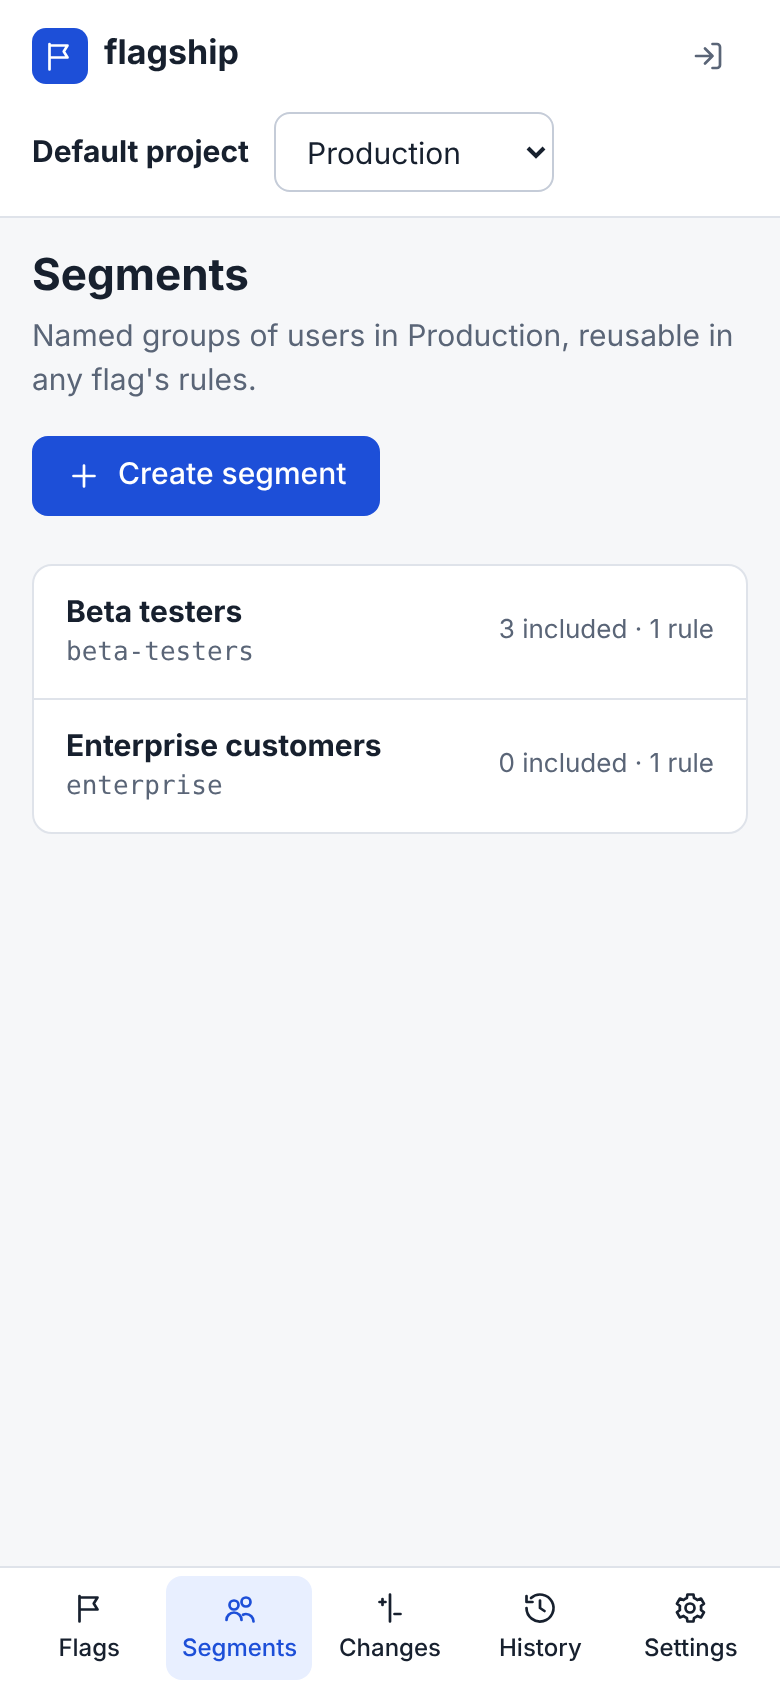 flagship
Default project
Production
Segments
Named groups of users in Production, reusable in
any flag's rules.
Create segment
Beta testers
beta-testers
3 included · 1 rule
Enterprise customers
enterprise
0 included · 1 rule
Flags
Segments
Changes
History
Settings